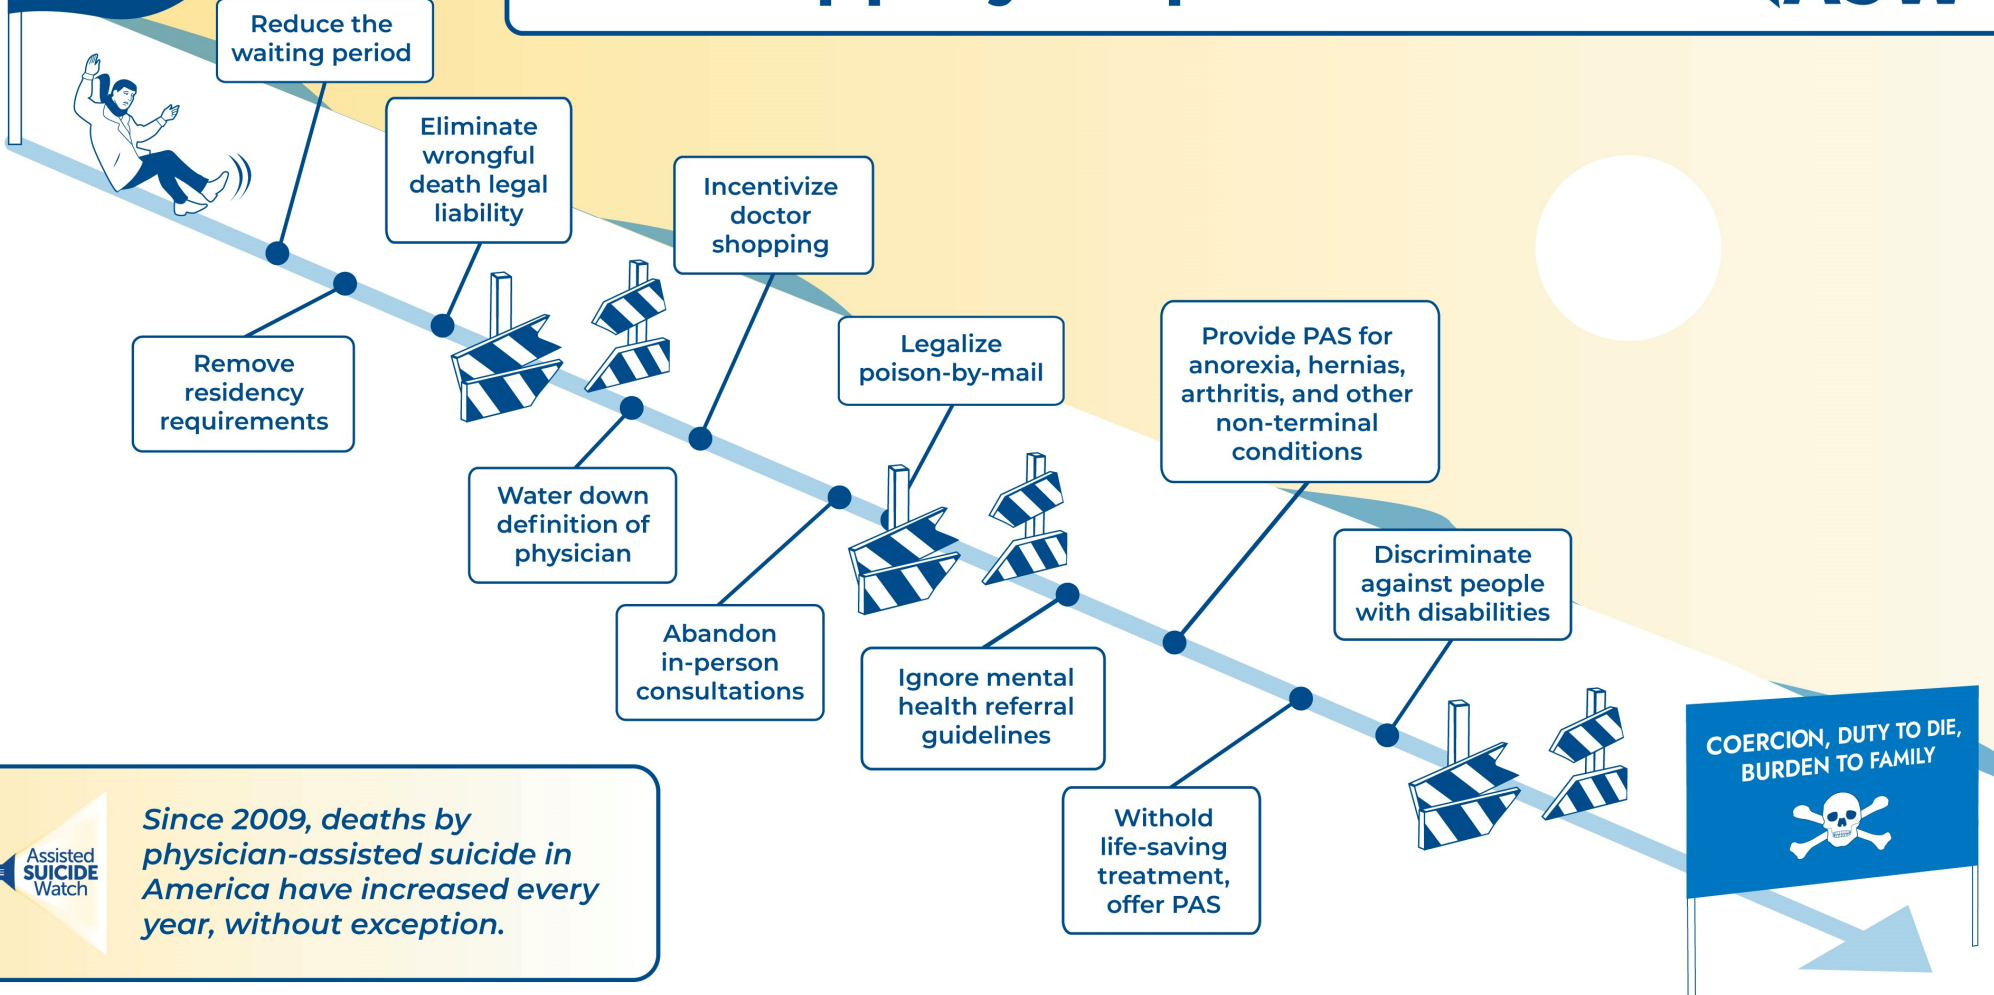 Reduce the
waiting period
Eliminate
wrongful
death legal
liability
Incentivize
doctor
shopping
Legalize
poison-by-mail
Provide PAS for
anorexia, hernias,
arthritis, and other
non-terminal
conditions
Discriminate
against people
with disabilities
Remove
residency
requirements
Water down
definition of
physician
Abandon
in-person
consultations
Ignore mental
health referral
guidelines
Withold
life-saving
treatment,
offer PAS
COERCION, DUTY TO DIE,
BURDEN TO FAMILY
Assisted
SUICIDE
Watch
Since 2009, deaths by
physician-assisted suicide in
America have increased every
year, without exception.